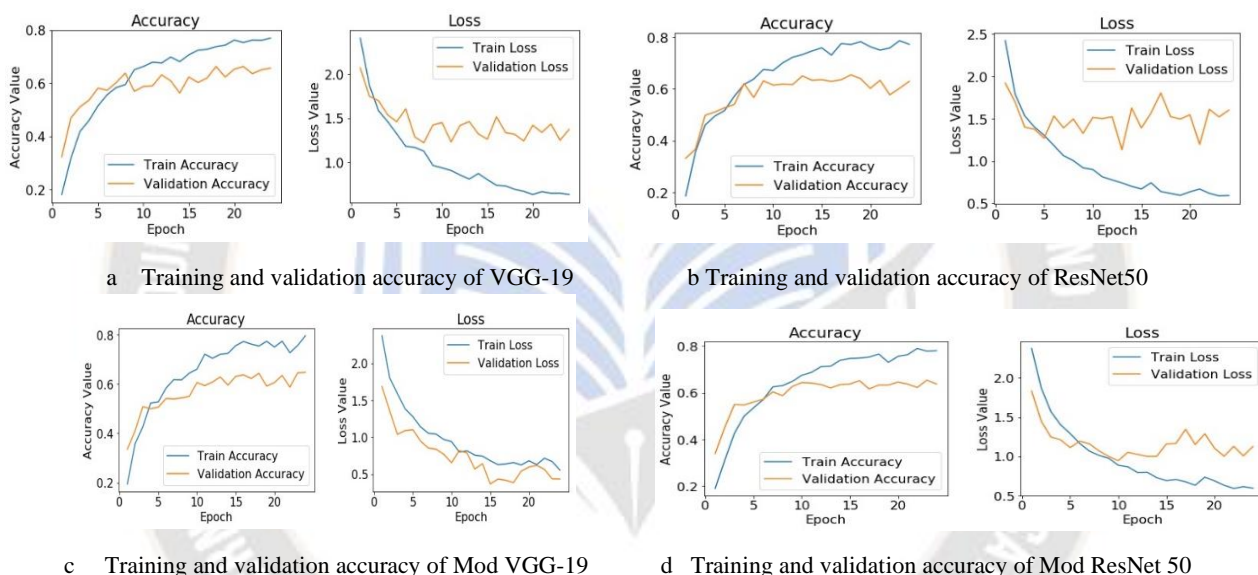 Accuracy
Loss
0.8
0.6
0.4
0.2
Accuracy Value
Train Accuracy
Validation Accuracy
0 5 10 15 20
Epoch
2.0
1.5
1.0
Loss Value
Train Loss
Validation Loss
0 5 10 15 20
Epoch
Accuracy
Loss
0.8
0.6
0.4
0.2
Accuracy Value
Train Accuracy
Validation Accuracy
0 5 10 15 20
Epoch
2.5
2.0
1.5
1.0
0.5
Loss Value
Train Loss
Validation Loss
0 5 10 15 20
Epoch
a Training and validation accuracy of VGG-19
b Training and validation accuracy of ResNet50
Accuracy
Loss
0.8
0.6
0.4
0.2
Accuracy Value
Train Accuracy
Validation Accuracy
0 5 10 15 20
Epoch
2.0
1.5
1.0
0.5
Loss Value
Train Loss
Validation Loss
0 5 10 15 20
Epoch
Accuracy
Loss
0.8
0.6
0.4
0.2
Accuracy Value
Train Accuracy
Validation Accuracy
0 5 10 15 20
Epoch
2.0
1.5
1.0
0.5
Loss Value
Train Loss
Validation Loss
0 5 10 15 20
Epoch
c Training and validation accuracy of Mod VGG-19
d Training and validation accuracy of Mod ResNet 50